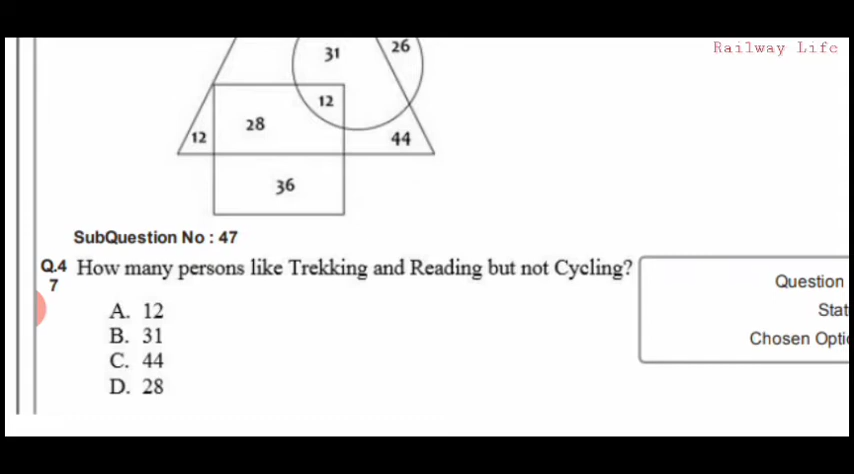 Railway Life
31
26
12
28
12
44
36
SubQuestion No : 47
Q.4 How many persons like Trekking and Reading but not Cycling?
7
A. 12
B. 31
C. 44
D. 28
Question
Stat
Chosen Optio